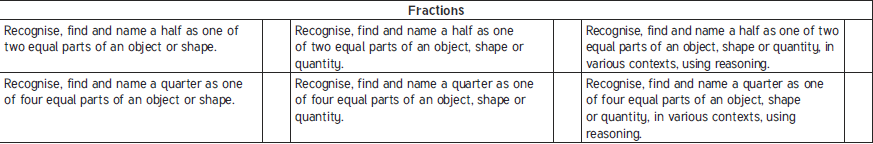 Fractions
Recognise, find and name a half as one of
two equal parts of an object or shape.
Recognise, find and name a half as one
of two equal parts of an object, shape or
quantity.
Recognise, find and name a half as one of two
equal parts of an object, shape or quantity, in
various contexts, using reasoning.
Recognise, find and name a quarter as one
of four equal parts of an object or shape.
Recognise, find and name a quarter as one
of four equal parts of an object, shape or
quantity.
Recognise, find and name a quarter as one
of four equal parts of an object, shape
or quantity, in various contexts, using
reasoning.